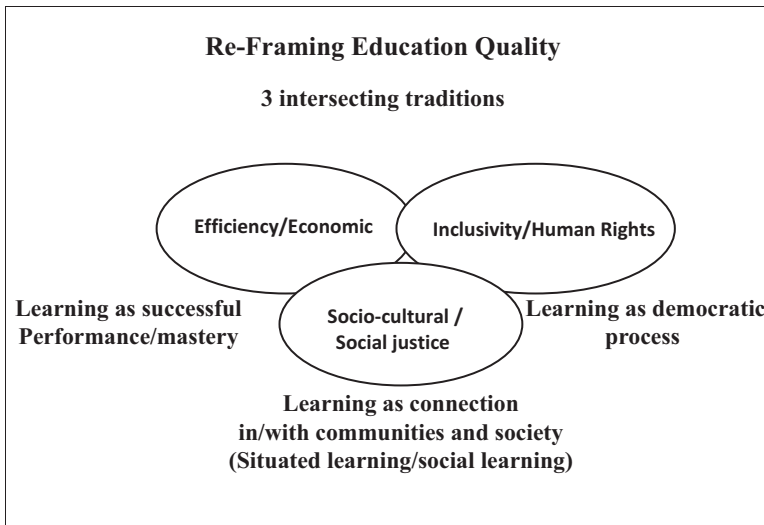 Re-Framing Education Quality
3 intersecting traditions
Efficiency/Economic
Inclusivity/Human Rights
Learning as successful
Performance/mastery
Socio-cultural /
Social justice
Learning as democratic
process
Learning as connection
in/with communities and society
(Situated learning/social learning)